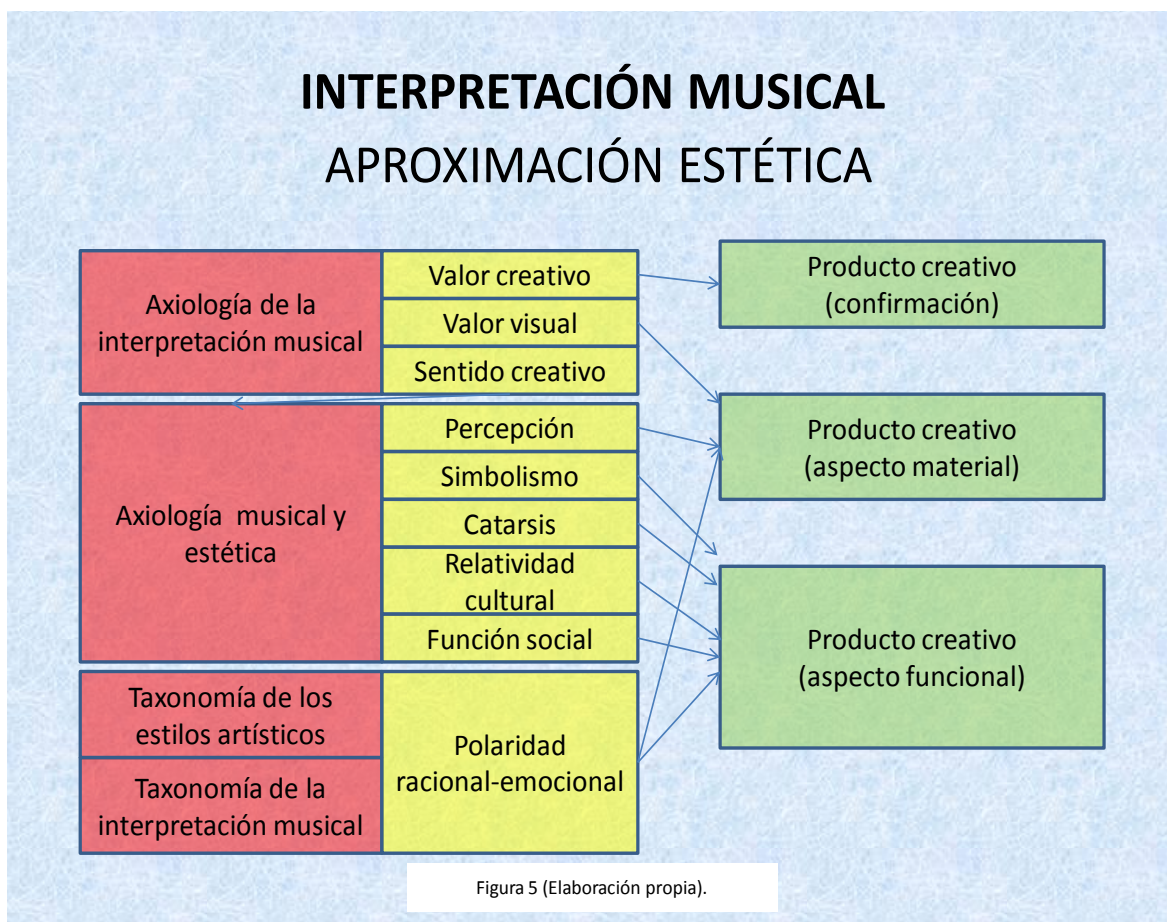 INTERPRETACIÓN MUSICAL
APROXIMACIÓN ESTÉTICA
Axiología de la
interpretación musical
Valor creativo
Valor visual
Sentido creativo
Producto creativo
(confirmación)
Axiología musical y
estética
Percepción
Simbolismo
Catarsis
Relatividad
cultural
Función social
Producto creativo
(aspecto material)
Producto creativo
(aspecto funcional)
Taxonomía de los
estilos artísticos
Taxonomía de la
interpretación musical
Polaridad
racional-emocional
Figura 5 (Elaboración propia).